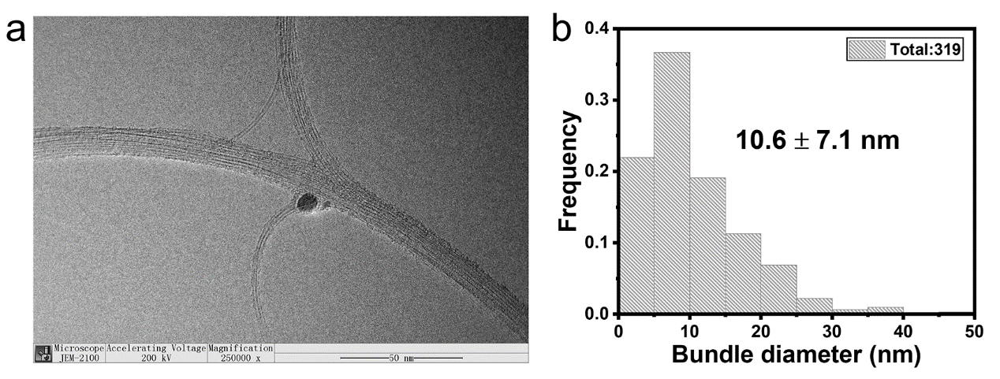 a
Microscope Accelerating Voltage Magnification
JEM-2100 200 kV 250000 x 50 nm
b
0.4
0.3
0.2
0.1
0.0
Frequency
Total:319
10.6 ± 7.1 nm
0 10 20 30 40 50
Bundle diameter (nm)